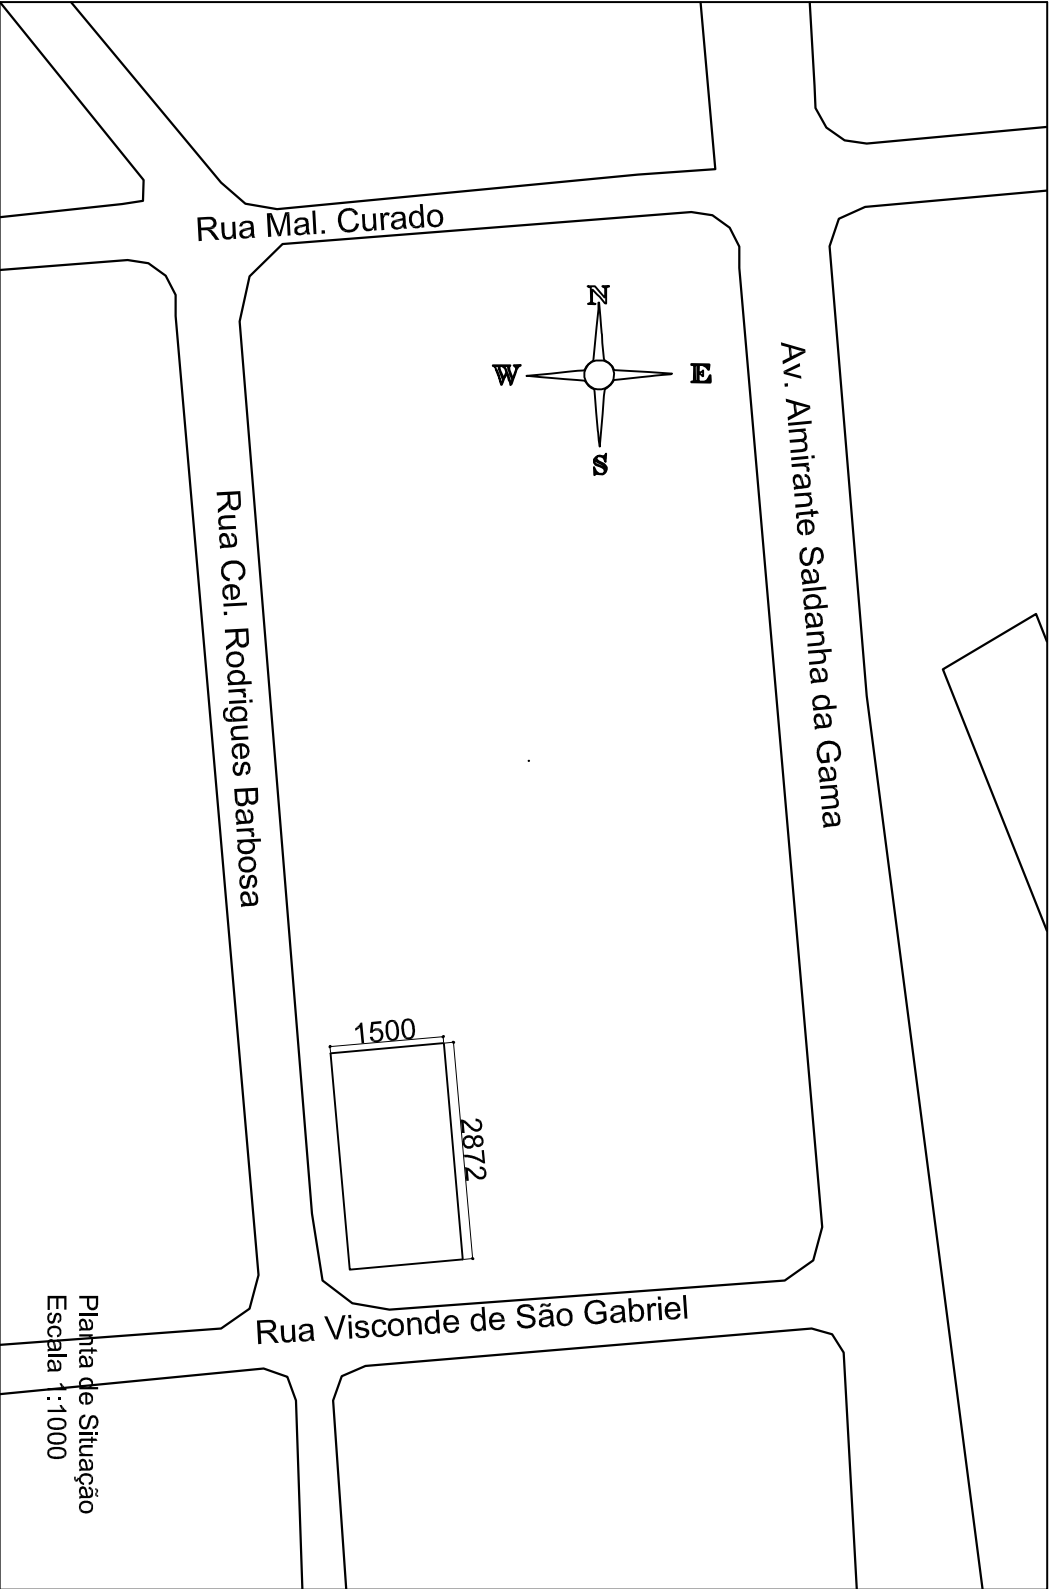 Rua Mal. Curado
N
W
E
S
Av. Almirante Saldanha da Gama
Rua Cel. Rodrigues Barbosa
1500
2872
Rua Visconde de São Gabriel
Planta de Situação
Escala 1:1000